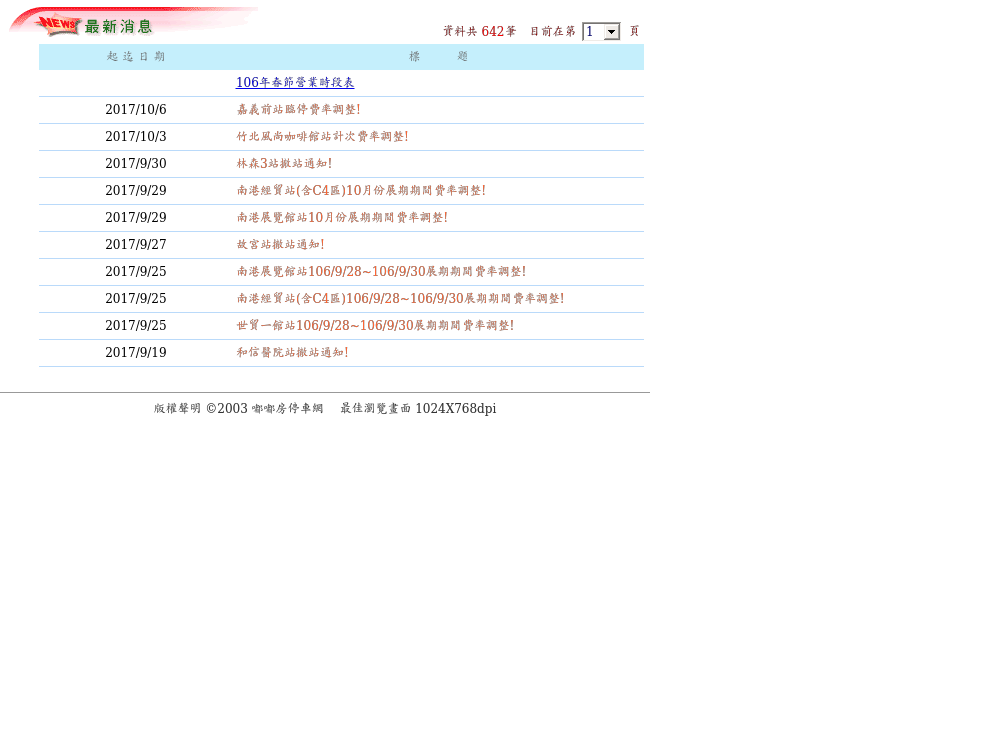 NEWS 最新消息
資料共 642筆 目前在第 1 頁
起迄日期 標 題
106年春節營業時段表
2017/10/6 嘉義前站臨停費率調整!
2017/10/3 竹北風尚咖啡館站計次費率調整!
2017/9/30 林森3站撤站通知!
2017/9/29 南港經貿站(含C4區)10月份展期期間費率調整!
2017/9/29 南港展覽館站10月份展期期間費率調整!
2017/9/27 故宮站撤站通知!
2017/9/25 南港展覽館站106/9/28~106/9/30展期期間費率調整!
2017/9/25 南港經貿站(含C4區)106/9/28~106/9/30展期期間費率調整!
2017/9/25 世貿一館站106/9/28~106/9/30展期期間費率調整!
2017/9/19 和信醫院站撤站通知!
版權聲明 ©2003 嘟嘟房停車網 最佳瀏覽畫面 1024X768dpi